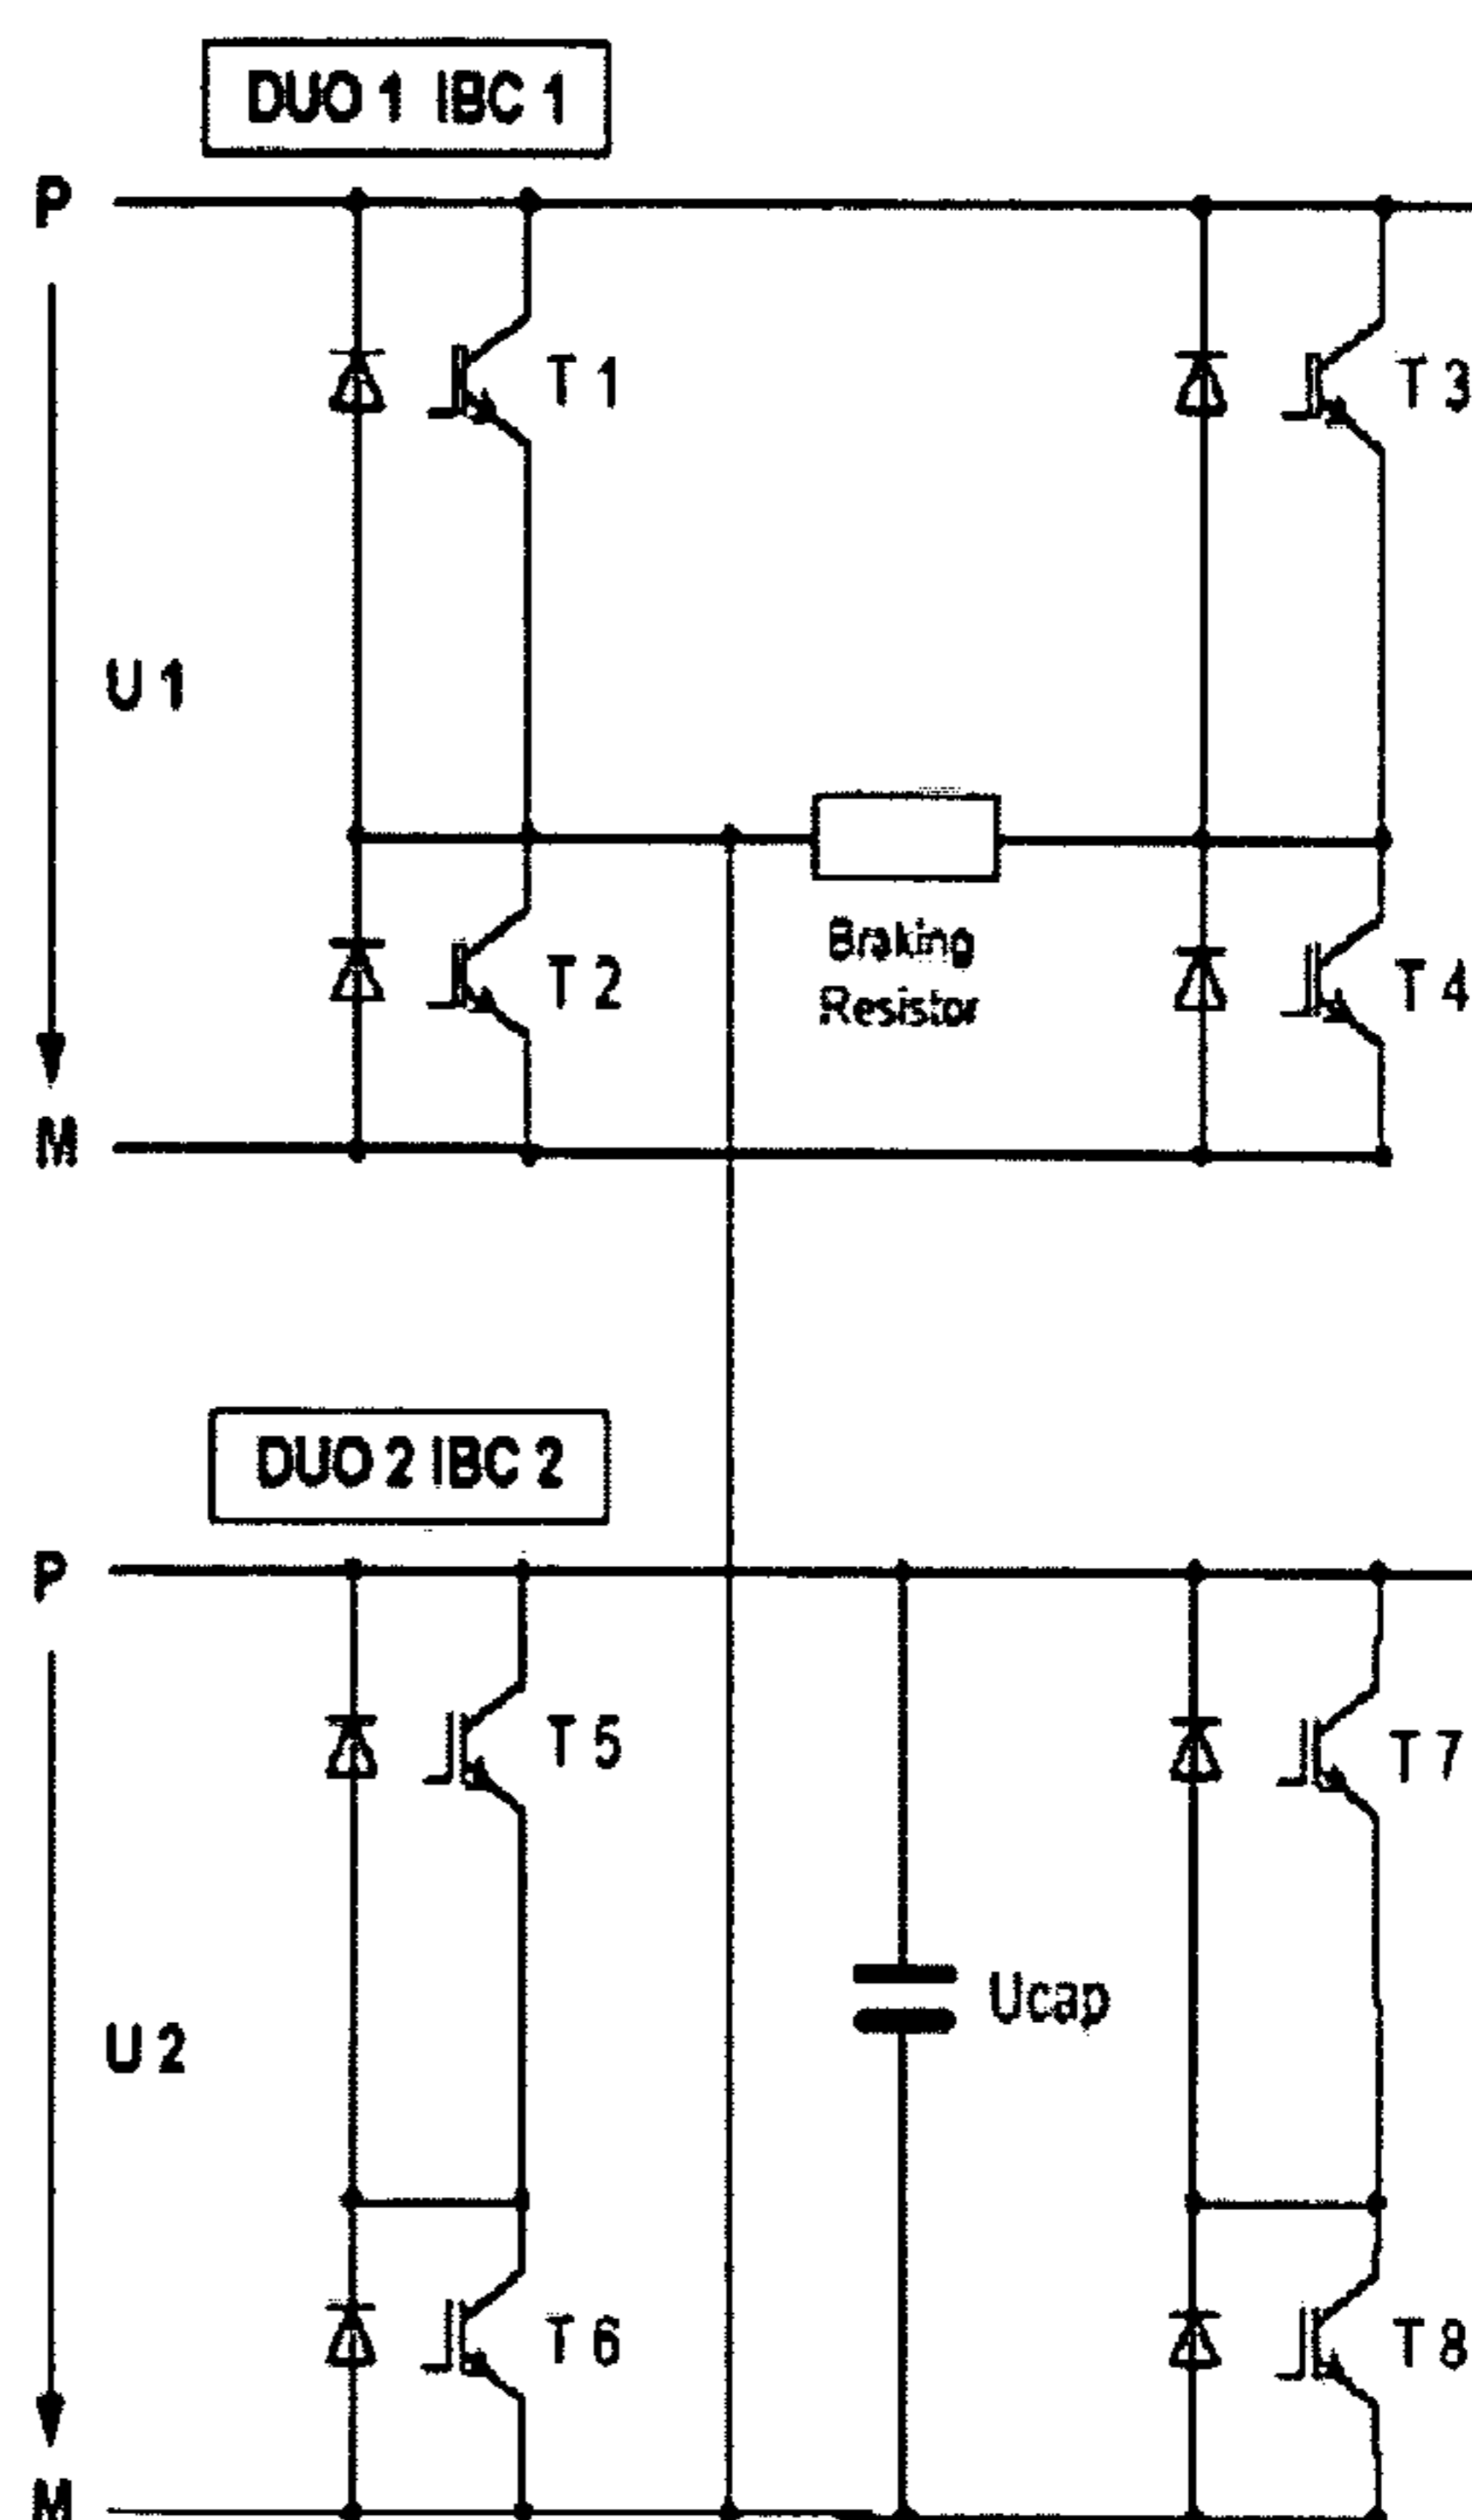 DUO 1 IBC 1
P
T 1
T 3
U 1
Braking
Resistor
T 2
T 4
M
DUO 2 IBC 2
P
T 5
T 7
Ucap
U 2
T 6
T 8
M